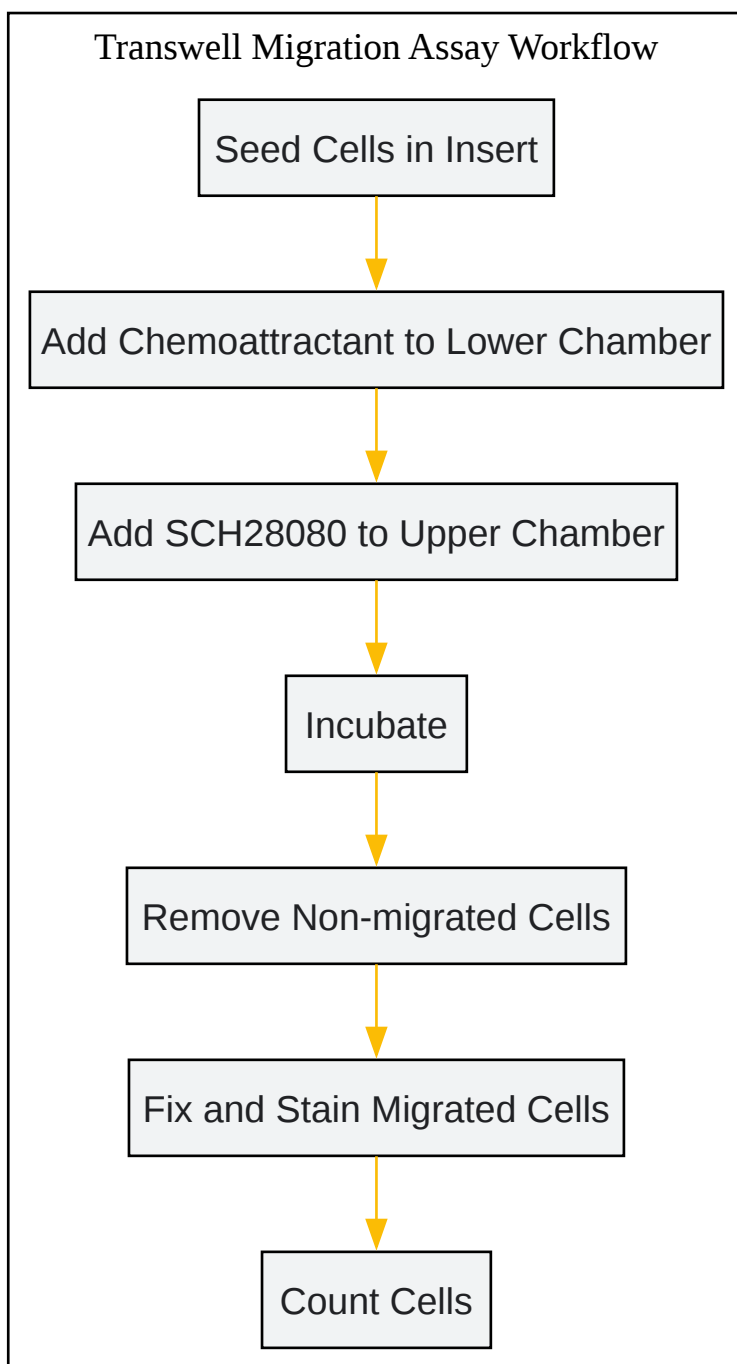 Transwell Migration Assay Workflow
Seed Cells in Insert
Add Chemoattractant to Lower Chamber
Add SCH28080 to Upper Chamber
Incubate
Remove Non-migrated Cells
Fix and Stain Migrated Cells
Count Cells